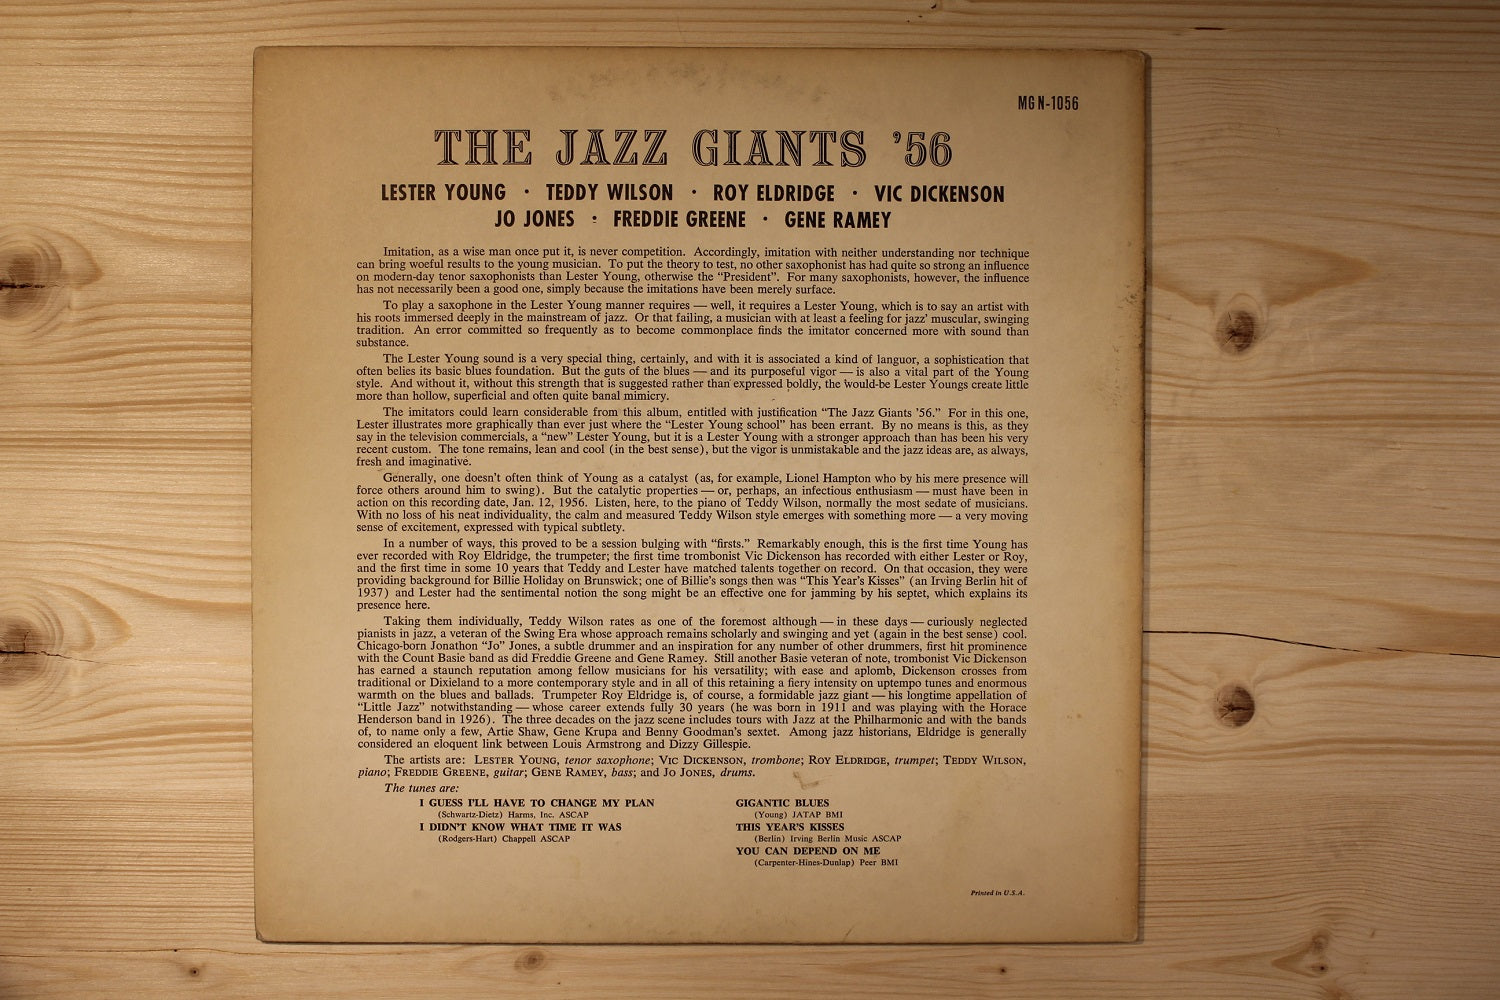 MG N-1056
THE JAZZ GIANTS ’56
LESTER YOUNG · TEDDY WILSON · ROY ELDRIDGE · VIC DICKENSON
JO JONES · FREDDIE GREENE · GENE RAMEY
Imitation, as a wise man once put it, is never competition. Accordingly, imitation with neither understanding nor technique
can bring woeful results to the young musician. To put the theory to test, no other saxophonist has had quite so strong an influence
on modern-day tenor saxophonists than Lester Young, otherwise the “President”. For many saxophonists, however, the influence
has not necessarily been a good one, simply because the imitations have been merely surface.
To play a saxophone in the Lester Young manner requires — well, it requires a Lester Young, which is to say an artist with
his roots immersed deeply in the mainstream of jazz. Or that failing, a musician with at least a feeling for jazz’ muscular, swinging
tradition. An error committed so frequently as to become commonplace finds the imitator concerned more with sound than
substance.
The Lester Young sound is a very special thing, certainly, and with it is associated a kind of languor, a sophistication that
often belies its basic blues foundation. But the guts of the blues — and its purposeful vigor — is also a vital part of the Young
style. And without it, without this strength that is suggested rather than expressed boldly, the would-be Lester Youngs create little
more than hollow, superficial and often quite banal mimicry.
The imitators could learn considerable from this album, entitled with justification “The Jazz Giants ’56.” For in this one,
Lester illustrates more graphically than ever just where the “Lester Young school” has been errant. By no means is this, as they
say in the television commercials, a “new” Lester Young, but it is a Lester Young with a stronger approach than has been his very
recent custom. The tone remains, lean and cool (in the best sense), but the vigor is unmistakable and the jazz ideas are, as always,
fresh and imaginative.
Generally, one doesn’t often think of Young as a catalyst (as, for example, Lionel Hampton who by his mere presence will
force others around him to swing). But the catalytic properties — or, perhaps, an infectious enthusiasm — must have been in
action on this recording date, Jan. 12, 1956. Listen, here, to the piano of Teddy Wilson, normally the most sedate of musicians.
With no loss of his neat individuality, the calm and measured Teddy Wilson style emerges with something more — a very moving
sense of excitement, expressed with typical subtlety.
In a number of ways, this proved to be a session bulging with “firsts.” Remarkably enough, this is the first time Young has
ever recorded with Roy Eldridge, the trumpeter; the first time trombonist Vic Dickenson has recorded with either Lester or Roy,
and the first time in some 10 years that Teddy and Lester have matched talents together on record. On that occasion, they were
providing background for Billie Holiday on Brunswick; one of Billie’s songs then was “This Year’s Kisses” (an Irving Berlin hit of
1937) and Lester had the sentimental notion the song might be an effective one for jamming by his septet, which explains its
presence here.
Taking them individually, Teddy Wilson rates as one of the foremost although — in these days — curiously neglected
pianists in jazz, a veteran of the Swing Era whose approach remains scholarly and swinging and yet (again in the best sense) cool.
Chicago-born Jonathon “Jo” Jones, a subtle drummer and an inspiration for any number of other drummers, first hit prominence
with the Count Basie band as did Freddie Greene and Gene Ramey. Still another Basie veteran of note, trombonist Vic Dickenson
has earned a staunch reputation among fellow musicians for his versatility; with ease and aplomb, Dickenson crosses from
traditional or Dixieland to a more contemporary style and in all of this retaining a fiery intensity on uptempo tunes and enormous
warmth on the blues and ballads. Trumpeter Roy Eldridge is, of course, a formidable jazz giant — his longtime appellation of
“Little Jazz” notwithstanding — whose career extends fully 30 years (he was born in 1911 and was playing with the Horace
Henderson band in 1926). The three decades on the jazz scene includes tours with Jazz at the Philharmonic and with the bands
of, to name only a few, Artie Shaw, Gene Krupa and Benny Goodman’s sextet. Among jazz historians, Eldridge is generally
considered an eloquent link between Louis Armstrong and Dizzy Gillespie.
The artists are: LESTER YOUNG, tenor saxophone; VIC DICKENSON, trombone; ROY ELDRIDGE, trumpet; TEDDY WILSON,
piano; FREDDIE GREENE, guitar; GENE RAMEY, bass; and JO JONES, drums.
The tunes are:
I GUESS I’LL HAVE TO CHANGE MY PLAN
(Schwartz-Dietz) Harms, Inc. ASCAP
I DIDN’T KNOW WHAT TIME IT WAS
(Rodgers-Hart) Chappell ASCAP
GIGANTIC BLUES
(Young) JATAP BMI
THIS YEAR’S KISSES
(Berlin) Irving Berlin Music ASCAP
YOU CAN DEPEND ON ME
(Carpenter-Hines-Dunlap) Peer BMI
Printed in U.S.A.